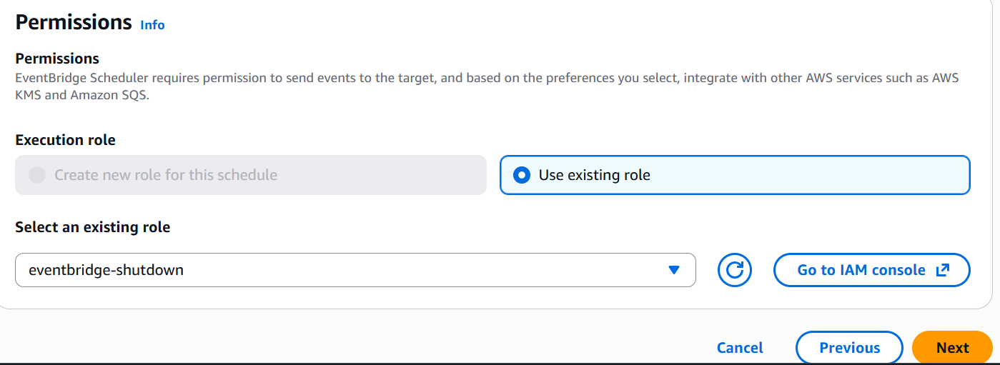 Permissions Info
Permissions
EventBridge Scheduler requires permission to send events to the target, and based on the preferences you select, integrate with other AWS services such as AWS
KMS and Amazon SQS.
Execution role
Create new role for this schedule
Use existing role
Select an existing role
eventbridge-shutdown
Go to IAM console
Cancel
Previous
Next